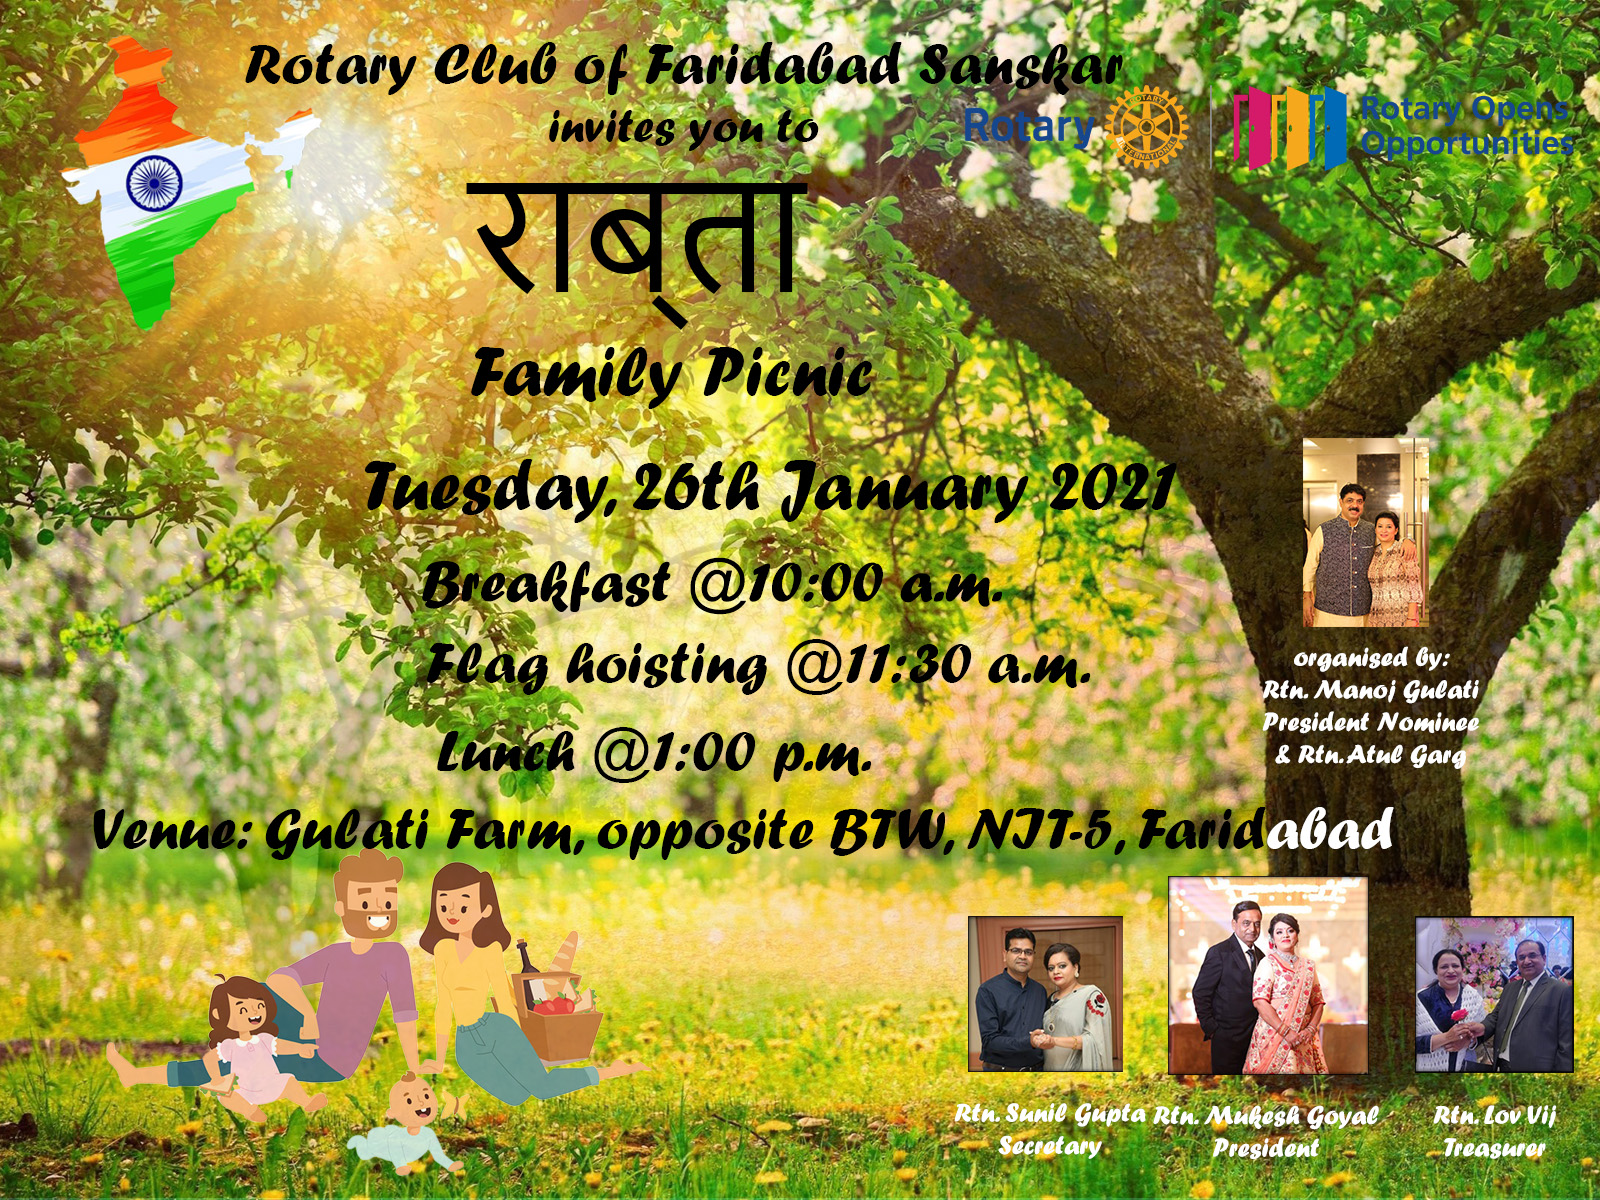 Rotary Club of Faridabad Sanskar
invites you to
Rotary
ROTARY
INTERNATIONAL
Rotary Opens
Opportunities
राब्ता
Family Picnic
Tuesday, 26th January 2021
Breakfast @10:00 a.m.
Flag hoisting @11:30 a.m.
Lunch @1:00 p.m.
organised by:
Rtn. Manoj Gulati
President Nominee
& Rtn. Atul Garg
Venue: Gulati Farm, opposite BTW, NIT-5, Faridabad
Rtn. Sunil Gupta
Secretary
Rtn. Mukesh Goyal
President
Rtn. Lov Vij
Treasurer